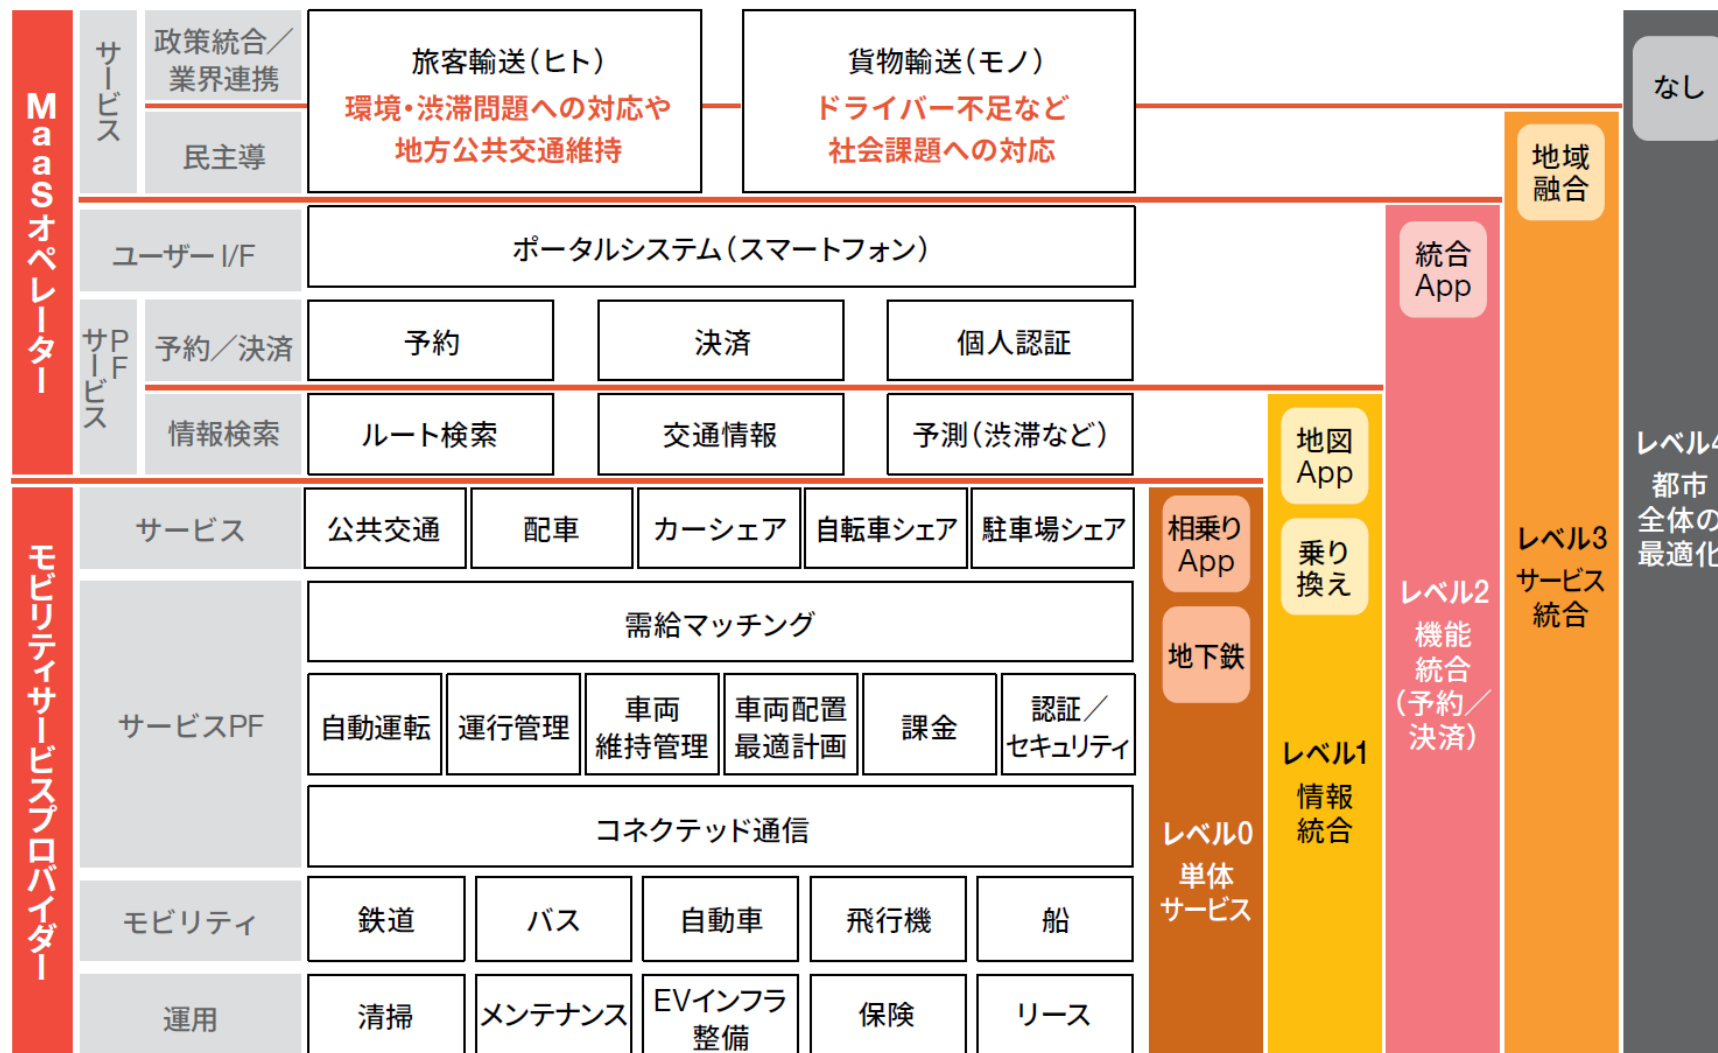 MaaSオペレーター
サービス
政策統合／
業界連携
民主導
旅客輸送（ヒト）
環境・渋滞問題への対応や
地方公共交通維持
貨物輸送（モノ）
ドライバー不足など
社会課題への対応
ユーザーI/F
ポータルシステム（スマートフォン）
PF
サービス
予約／決済
予約
決済
個人認証
情報検索
ルート検索
交通情報
予測（渋滞など）
モビリティサービスプロバイダー
サービス
公共交通
配車
カーシェア
自転車シェア
駐車場シェア
サービスPF
需給マッチング
自動運転
運行管理
車両
維持管理
車両配置
最適計画
課金
認証／
セキュリティ
コネクテッド通信
モビリティ
鉄道
バス
自動車
飛行機
船
運用
清掃
メンテナンス
EVインフラ
整備
保険
リース
相乗り
App
地下鉄
レベル0
単体
サービス
地図
App
乗り
換え
レベル1
情報
統合
統合
App
レベル2
機能
統合
（予約／
決済）
地域
融合
レベル3
サービス
統合
なし
レベル4
都市
全体の
最適化